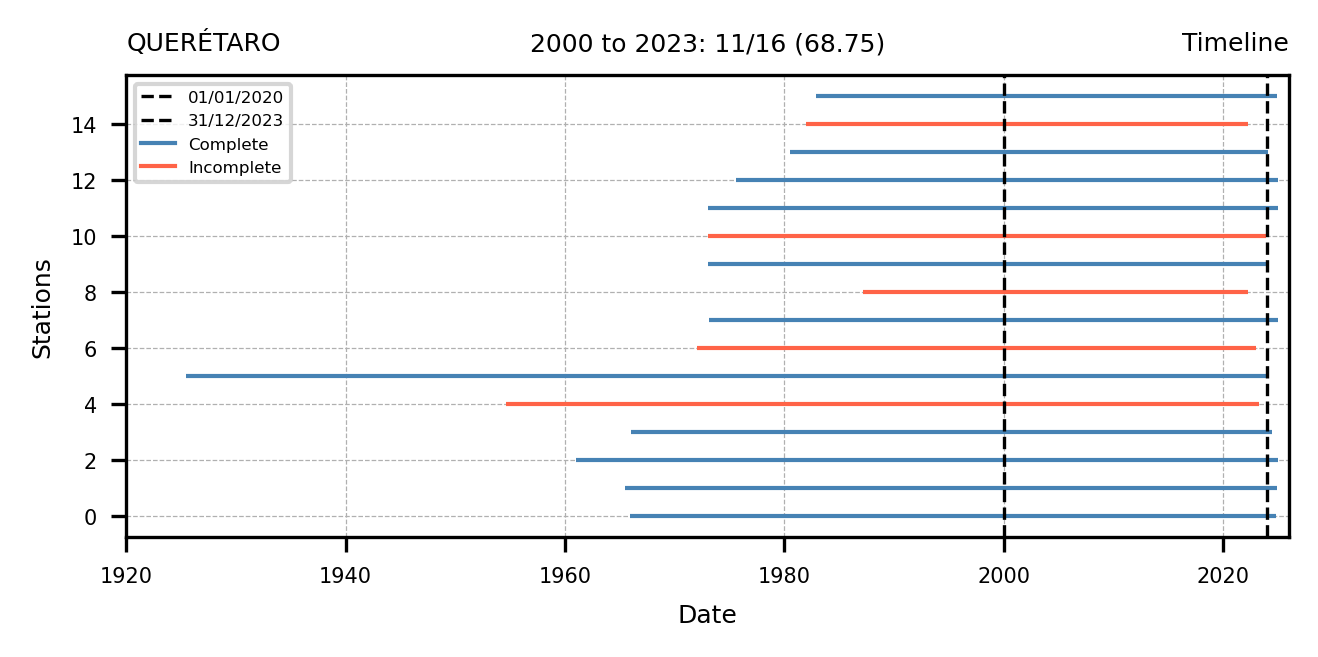 QUERÉTARO
2000 to 2023: 11/16 (68.75)
Timeline
01/01/2020
31/12/2023
Complete
Incomplete
14
12
10
8
6
4
2
0
Stations
1920 1940 1960 1980 2000 2020
Date